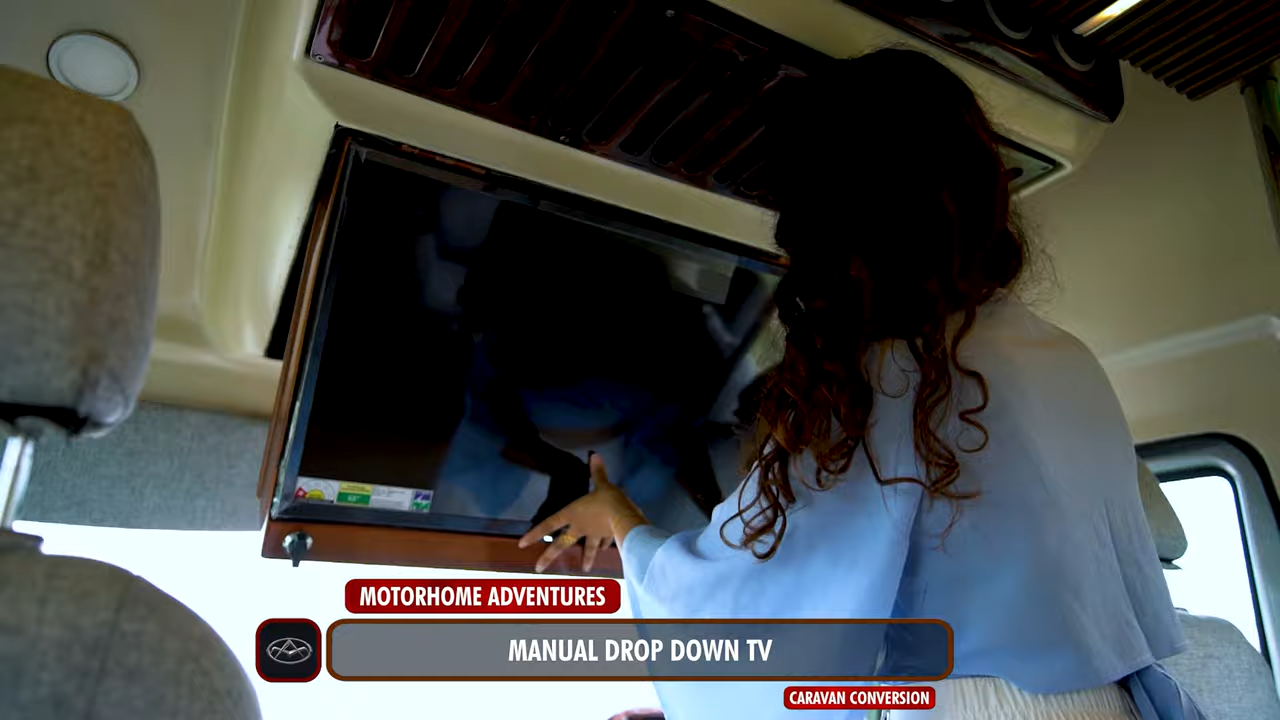 MOTORHOME ADVENTURES
MANUAL DROP DOWN TV
CARAVAN CONVERSION